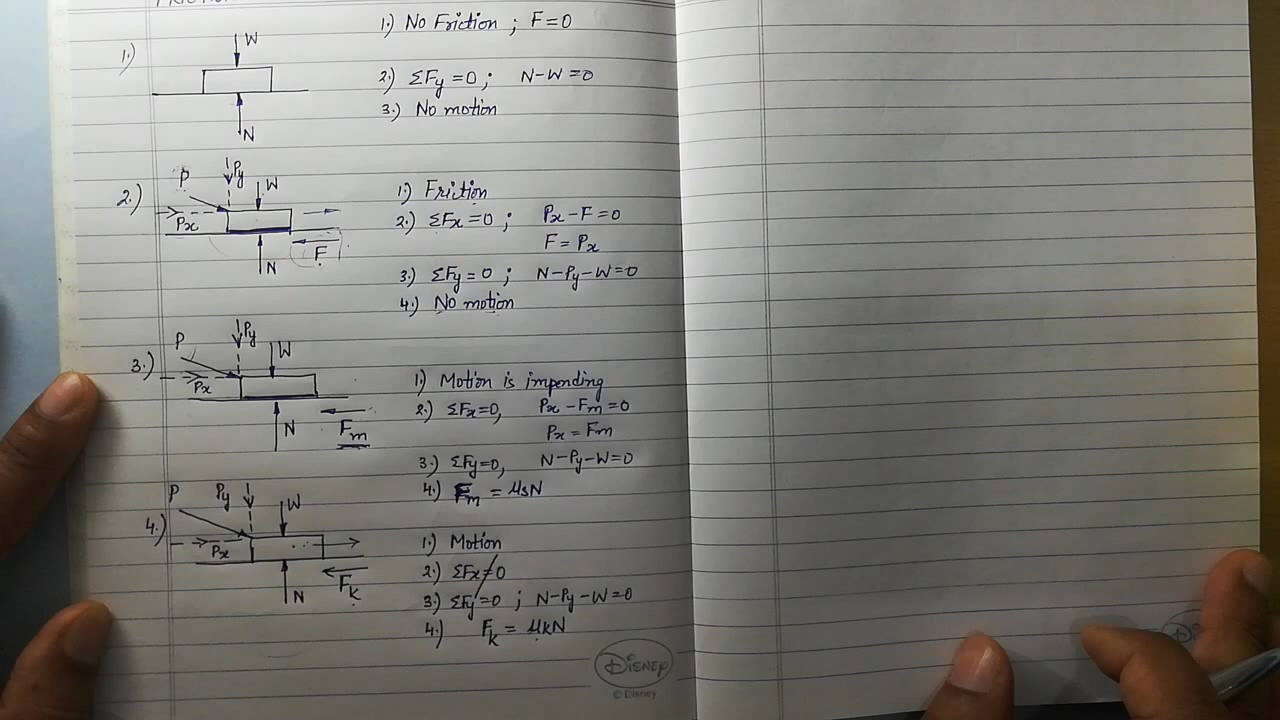 FRICTION
1.)
W
N
1.) No Friction ; F=0
2.) ΣFy =0 ; N-W=0
3.) No motion
2.)
P
Py
W
Px
F
N
1.) Friction
2.) ΣFx =0 ; Px - F =0
F = Px
3.) ΣFy = 0 ; N-Py-W=0
4.) No motion
3.)
P
Py
W
Px
N
Fm
1.) Motion is impending
2.) ΣFx=0, Px - Fm =0
Px = Fm
3.) ΣFy=0, N-Py-W=0
4.) Fm = μsN
4.)
P
Py
W
Px
N
Fk
1.) Motion
2.) ΣFx≠0
3.) ΣFy=0 ; N-Py-W=0
4.) Fk = μkN
DISNEY
© Disney